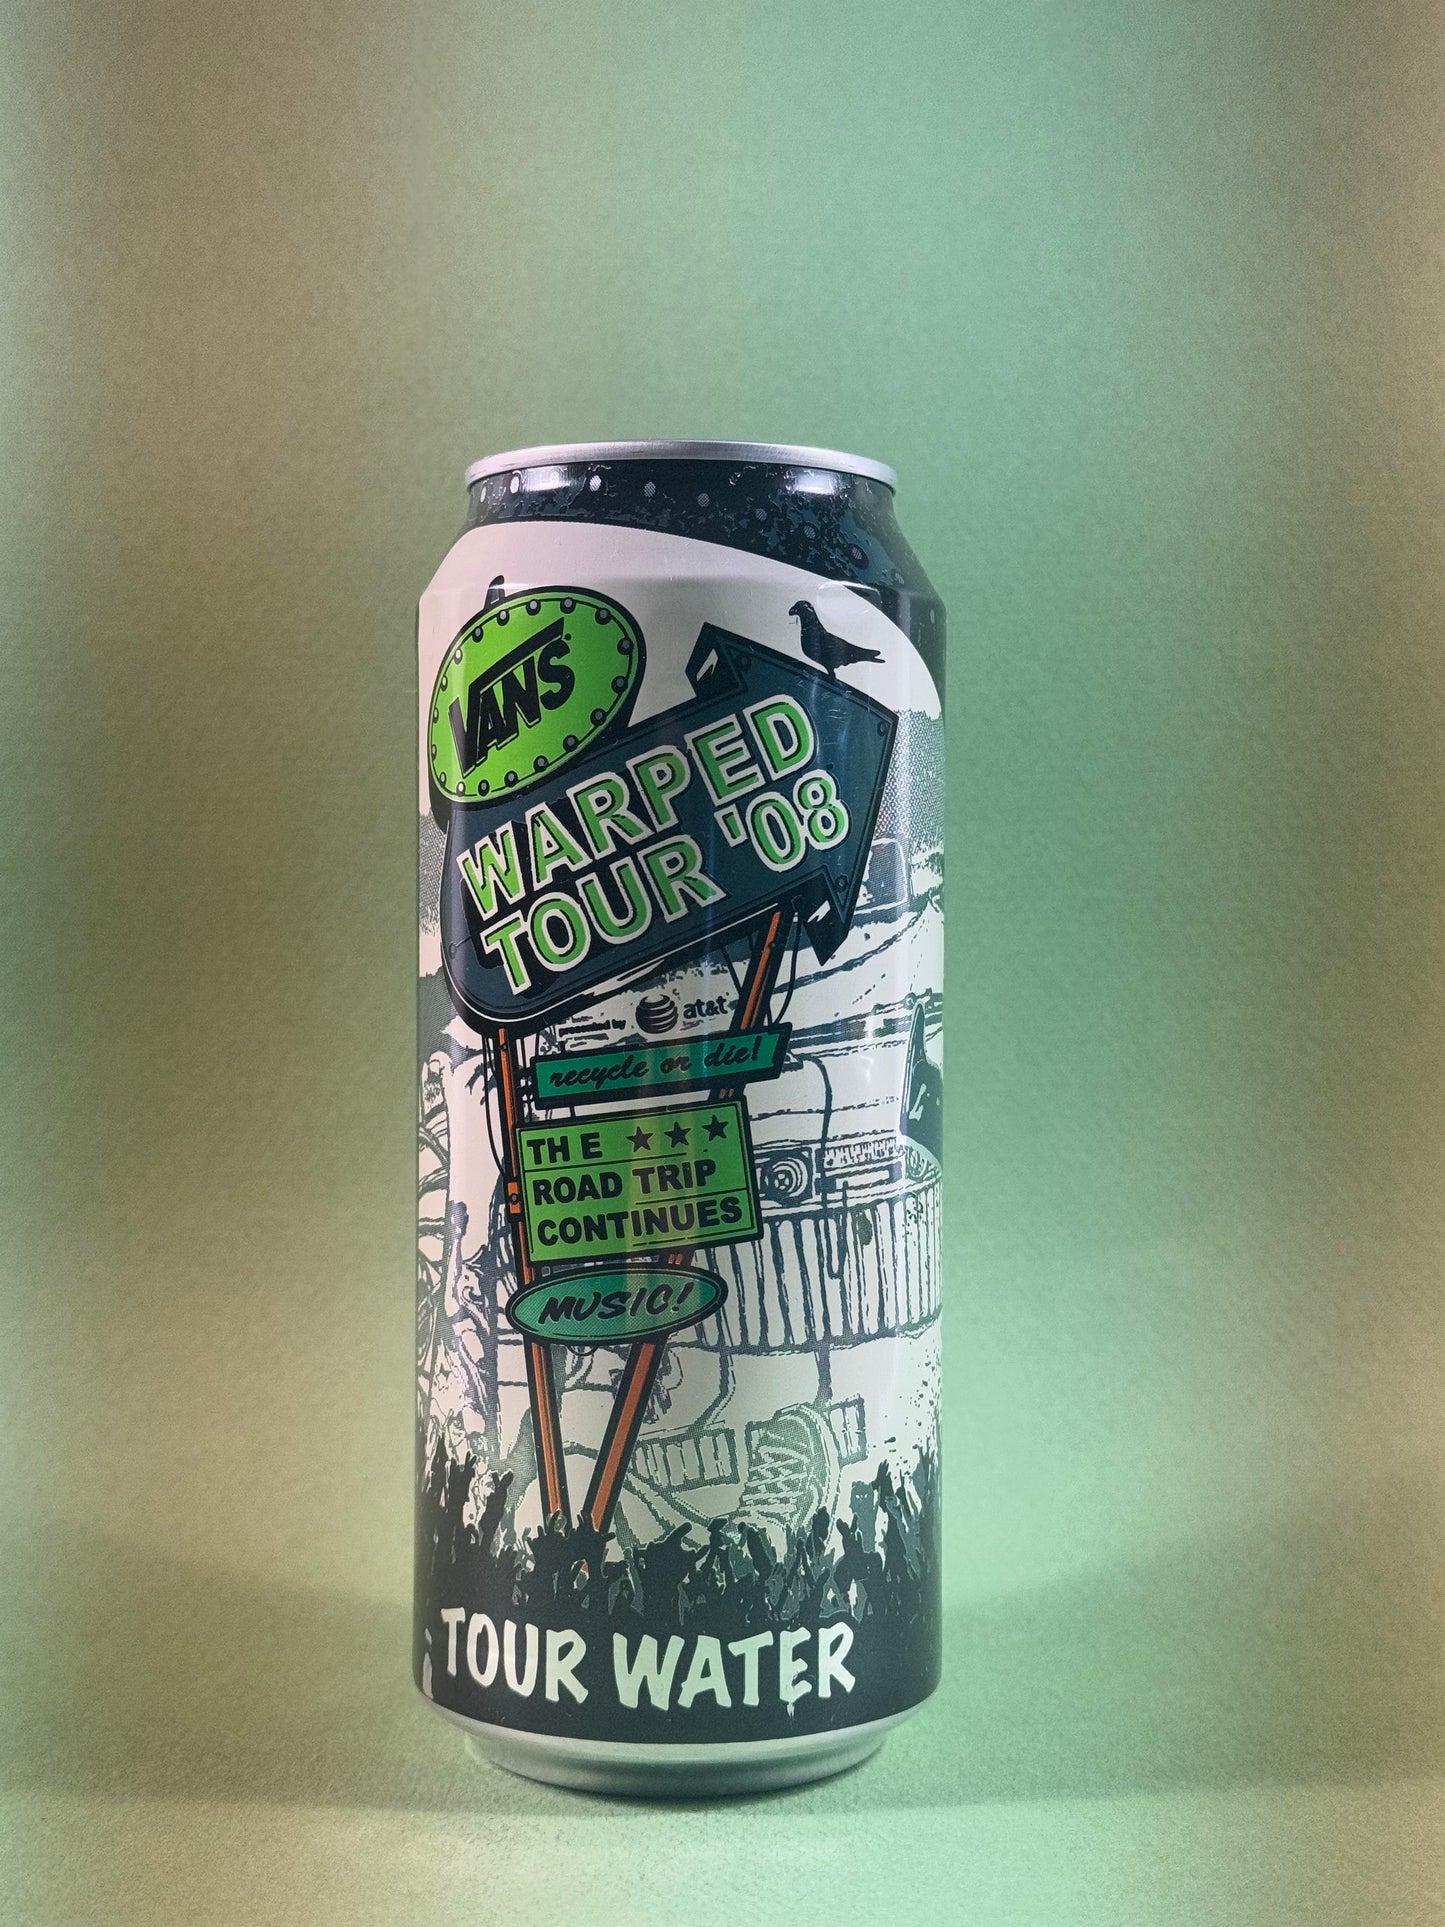 VANS
WARPED
TOUR '08
presented by at&t
recycle or die!
THE
ROAD TRIP
CONTINUES
MUSIC!
TOUR WATER